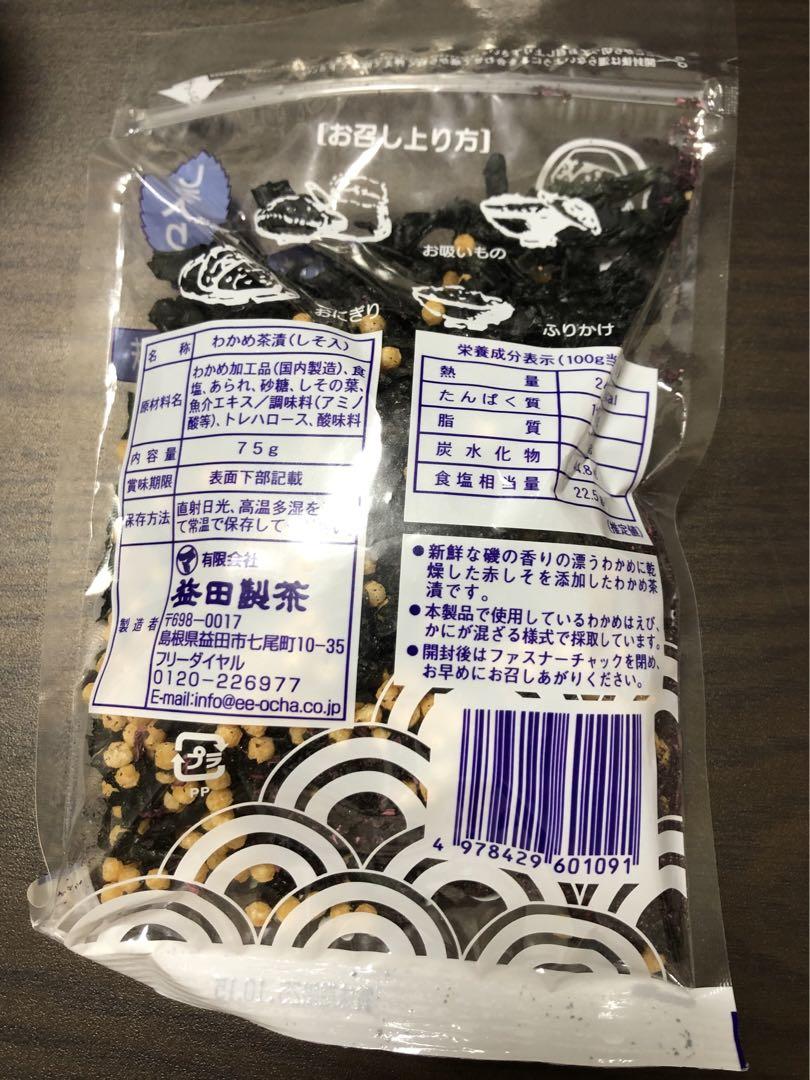 [お召し上り方]
お吸いもの
おにぎり
ふりかけ
名称 わかめ茶漬(しそ入)
原材料名 わかめ加工品(国内製造)、食
塩、あられ、砂糖、しその葉、
魚介エキス/調味料(アミノ
酸等)、トレハロース、酸味料
内容量 75g
賞味期限 表面下部記載
保存方法 直射日光、高温多湿を
て常温で保存して
製造者
有限会社
益田製茶
〒698-0017
島根県益田市七尾町10-35
フリーダイヤル
0120-226977
E-mail:info@ee-ocha.co.jp
プラ
PP
栄養成分表示(100g当
熱量
たんぱく質
脂質
炭水化物
食塩相当量 22.5g
(推定値)
●新鮮な磯の香りの漂うわかめに乾
燥した赤しそを添加したわかめ茶
漬です。
●本製品で使用しているわかめはえび、
かにが混ざる様式で採取しています。
●開封後はファスナーチャックを閉め、
お早めにお召しあがりください。
4 978429 601091